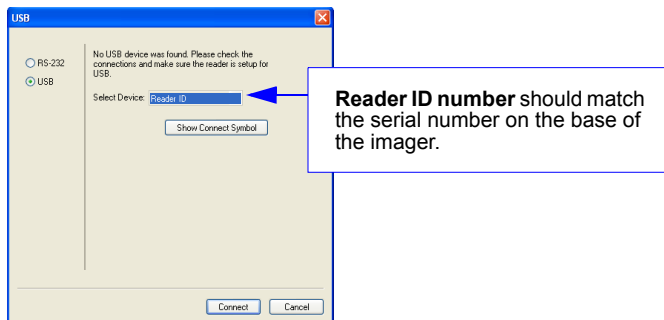 USB
RS-232
USB
No USB device was found. Please check the
connections and make sure the reader is setup for
USB.
Select Device: Reader ID
Show Connect Symbol
Connect Cancel
Reader ID number should match
the serial number on the base of
the imager.